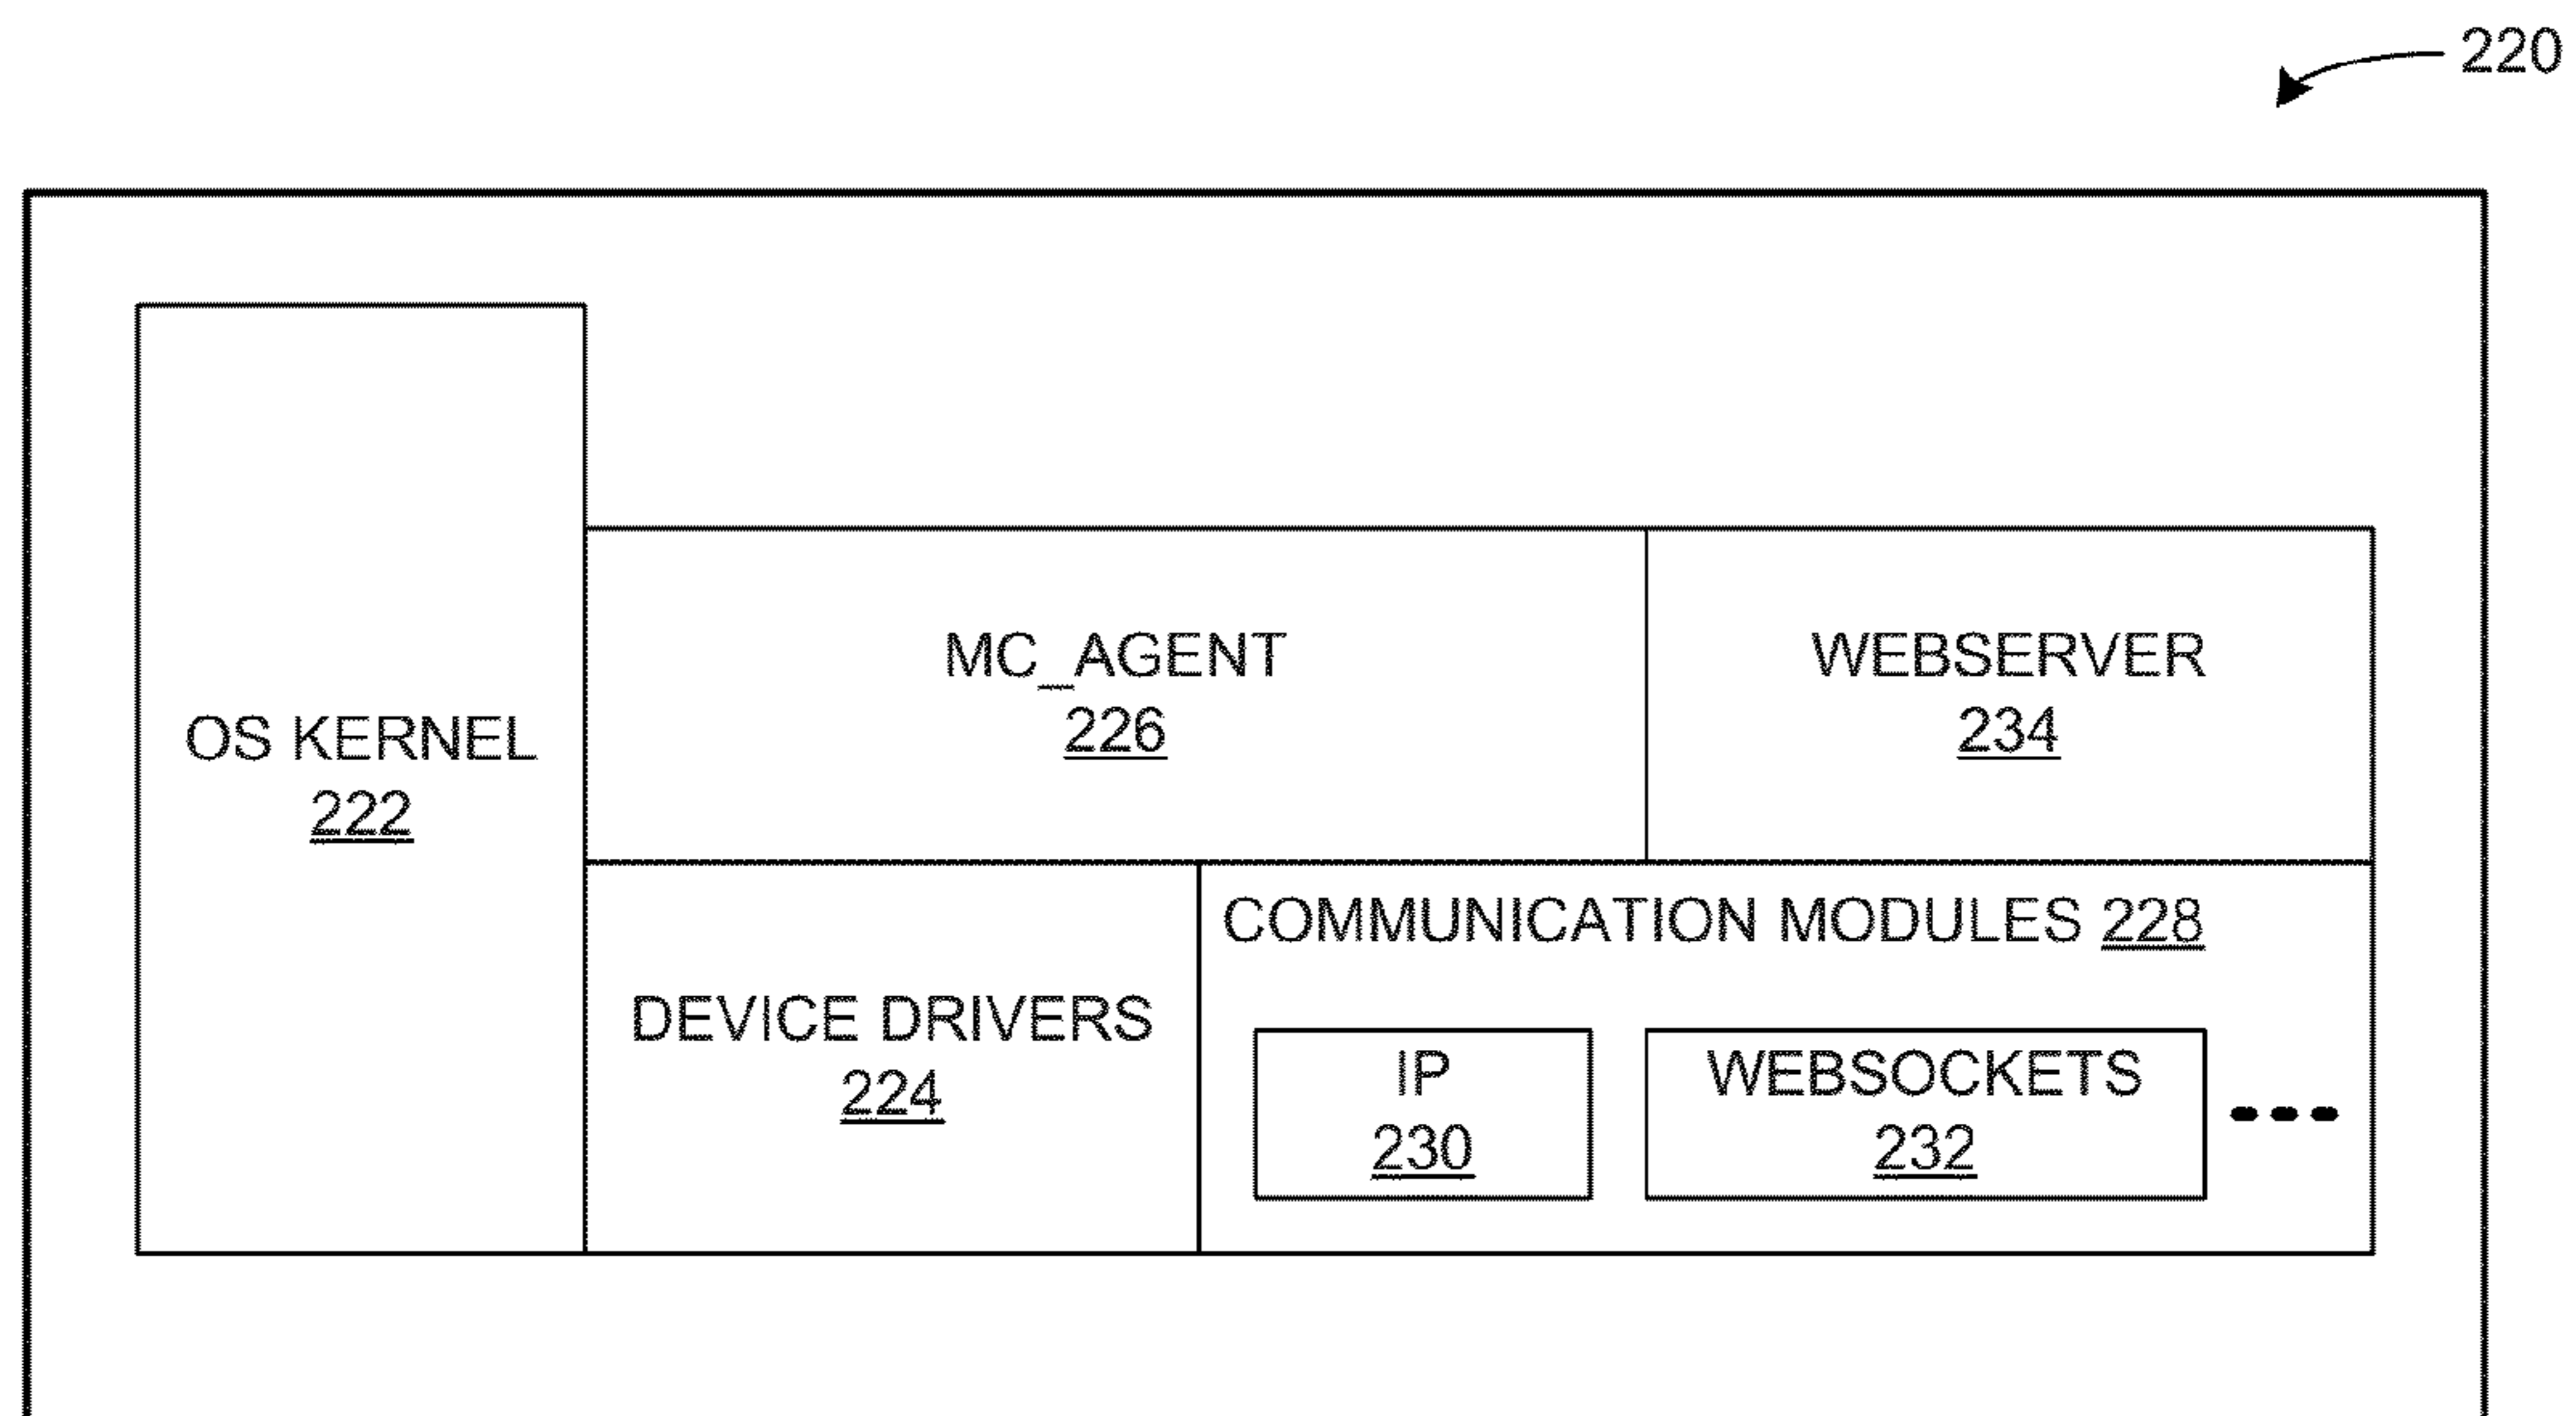 220
OS KERNEL
222
MC_AGENT
226
WEBSERVER
234
DEVICE DRIVERS
224
COMMUNICATION MODULES 228
IP
230
WEBSOCKETS
232